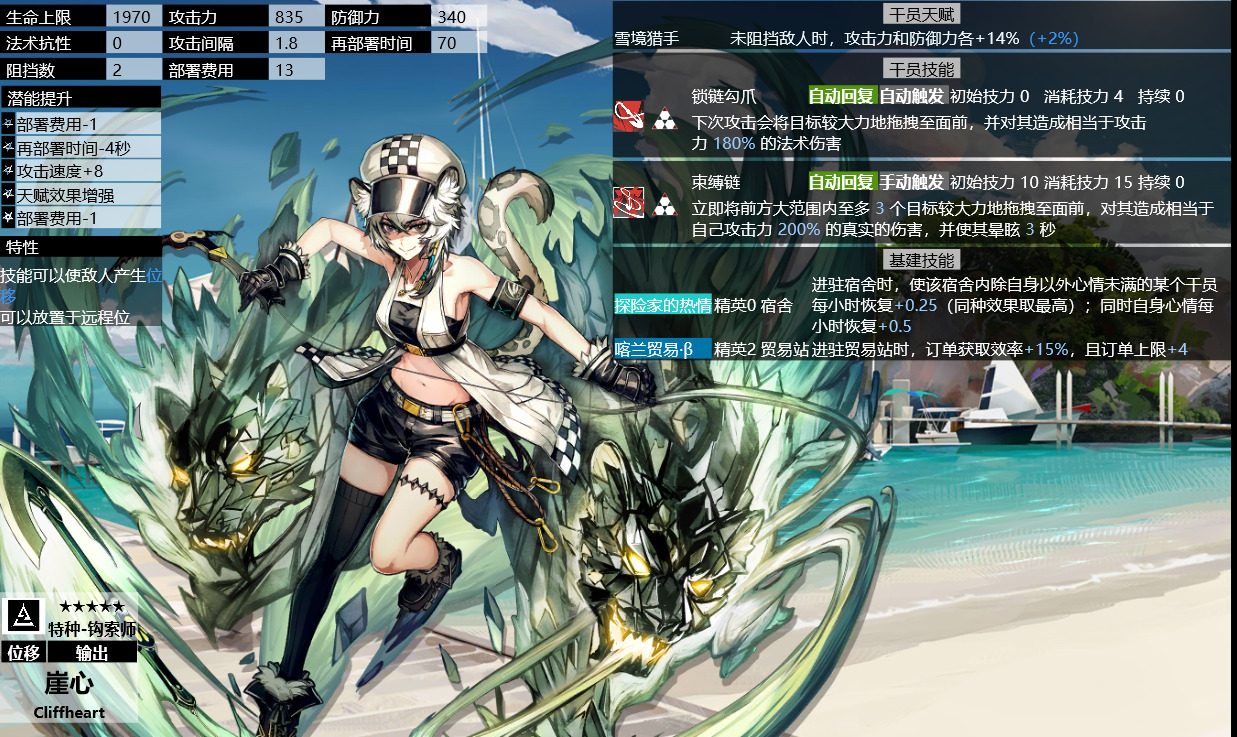 生命上限 1970 攻击力 835 防御力 340
法术抗性 0 攻击间隔 1.8 再部署时间 70
阻挡数 2 部署费用 13
潜能提升
部署费用-1
再部署时间-4秒
攻击速度+8
天赋效果增强
部署费用-1
特性
技能可以使敌人产生位
移
可以放置于远程位
★★★★★
特种-钩索师
位移 输出
崖心
Cliffheart
干员天赋
雪境猎手 未阻挡敌人时，攻击力和防御力各+14%（+2%）
干员技能
锁链勾爪 自动回复 自动触发 初始技力 0 消耗技力 4 持续 0
下次攻击会将目标较大力地拖拽至面前，并对其造成相当于攻击
力 180% 的法术伤害
束缚链 自动回复 手动触发 初始技力 10 消耗技力 15 持续 0
立即将前方大范围内至多 3 个目标较大力地拖拽至面前，对其造成相当于
自己攻击力 200% 的真实的伤害，并使其晕眩 3 秒
基建技能
进驻宿舍时，使该宿舍内除自身以外心情未满的某个干员
探险家的热情 精英0 宿舍 每小时恢复+0.25（同种效果取最高）；同时自身心情每
小时恢复+0.5
喀兰贸易·β 精英2 贸易站 进驻贸易站时，订单获取效率+15%，且订单上限+4